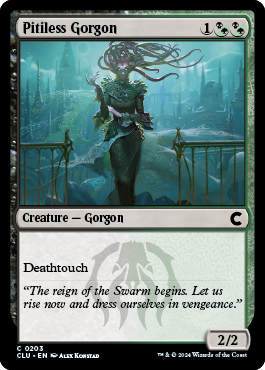 Pitiless Gorgon 1
Creature — Gorgon
Deathtouch
“The reign of the Swarm begins. Let us
rise now and dress ourselves in vengeance.”
2/2
C 0203
CLU • EN Alex Konstad
™ & © 2024 Wizards of the Coast